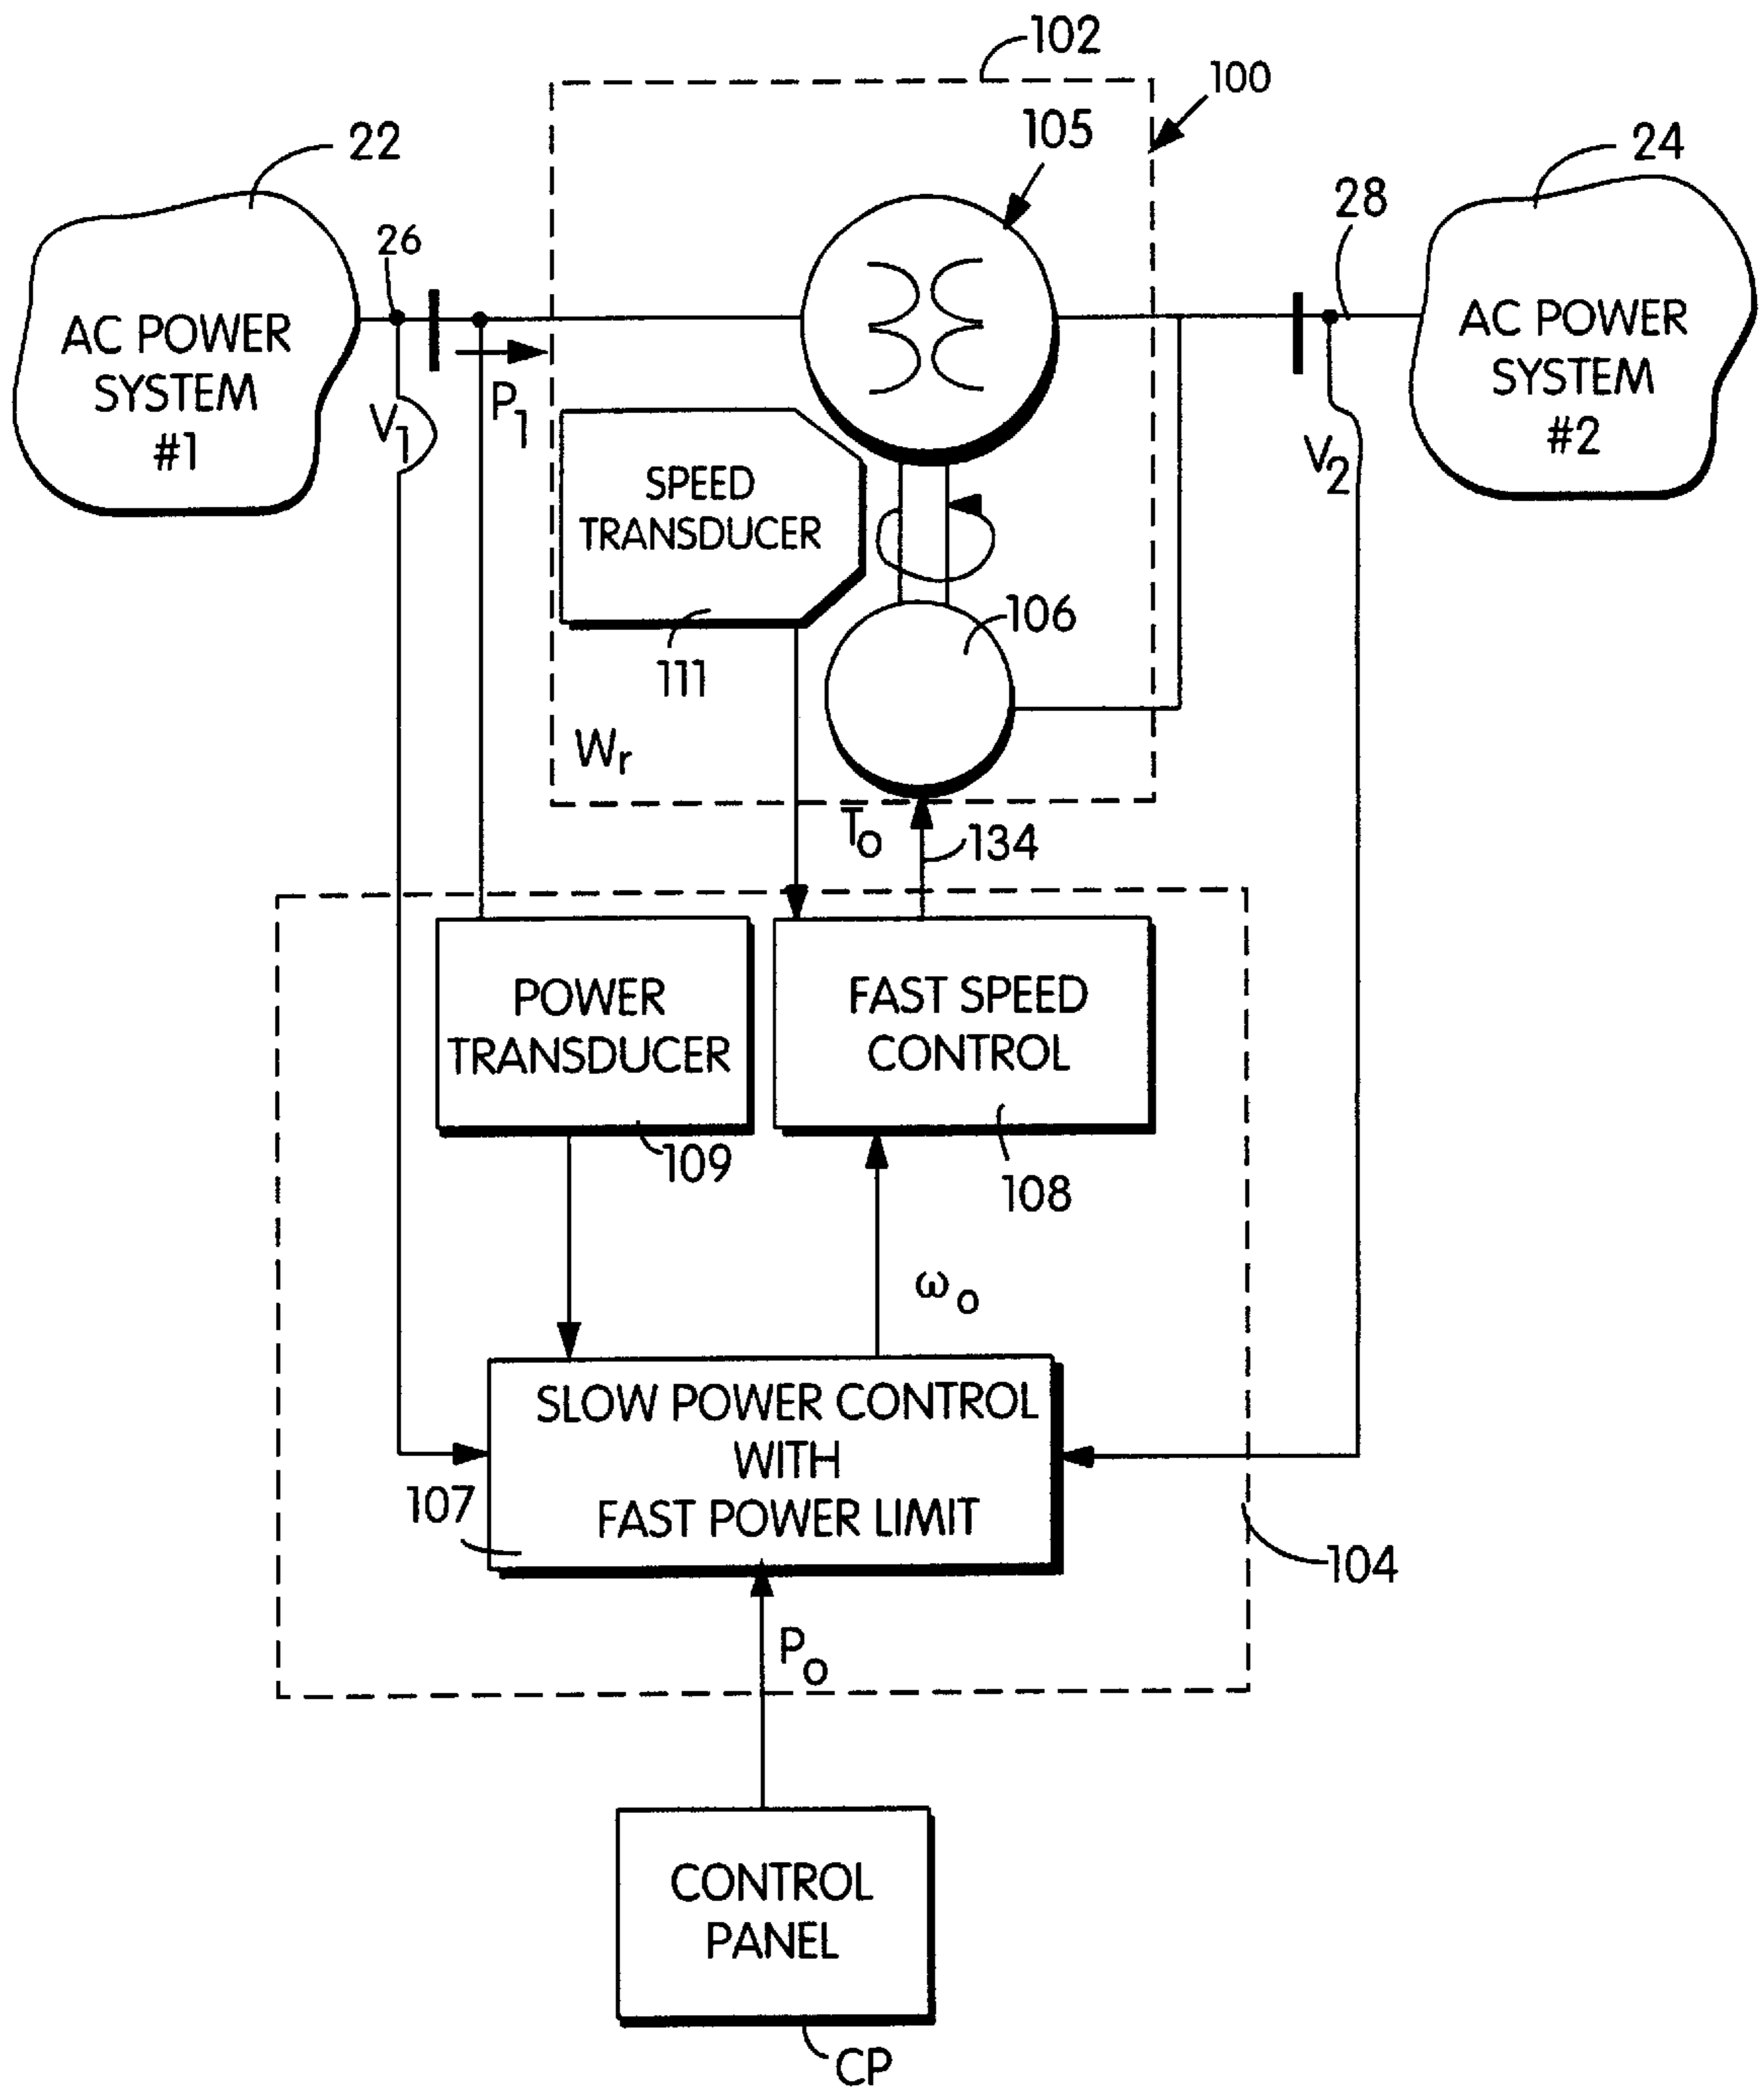 102
100
105
22
24
28
26
AC POWER
SYSTEM
#1
AC POWER
SYSTEM
#2
V1
P1
V2
SPEED
TRANSDUCER
111
106
Wr
To
134
POWER
TRANSDUCER
109
FAST SPEED
CONTROL
108
ωo
SLOW POWER CONTROL
WITH
FAST POWER LIMIT
107
104
Po
CONTROL
PANEL
CP